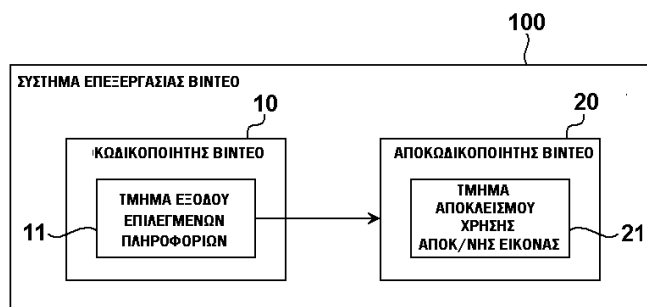 100
ΣΥΣΤΗΜΑ ΕΠΕΞΕΡΓΑΣΙΑΣ ΒΙΝΤΕΟ
10
20
ΚΩΔΙΚΟΠΟΙΗΤΗΣ ΒΙΝΤΕΟ
ΑΠΟΚΩΔΙΚΟΠΟΙΗΤΗΣ ΒΙΝΤΕΟ
ΤΜΗΜΑ ΕΞΟΔΟΥ
ΕΠΙΛΕΓΜΕΝΩΝ
ΠΛΗΡΟΦΟΡΙΩΝ
11
ΤΜΗΜΑ
ΑΠΟΚΛΕΙΣΜΟΥ
ΧΡΗΣΗΣ
ΑΠΟΚ/ΝΗΣ ΕΙΚΟΝΑΣ
21